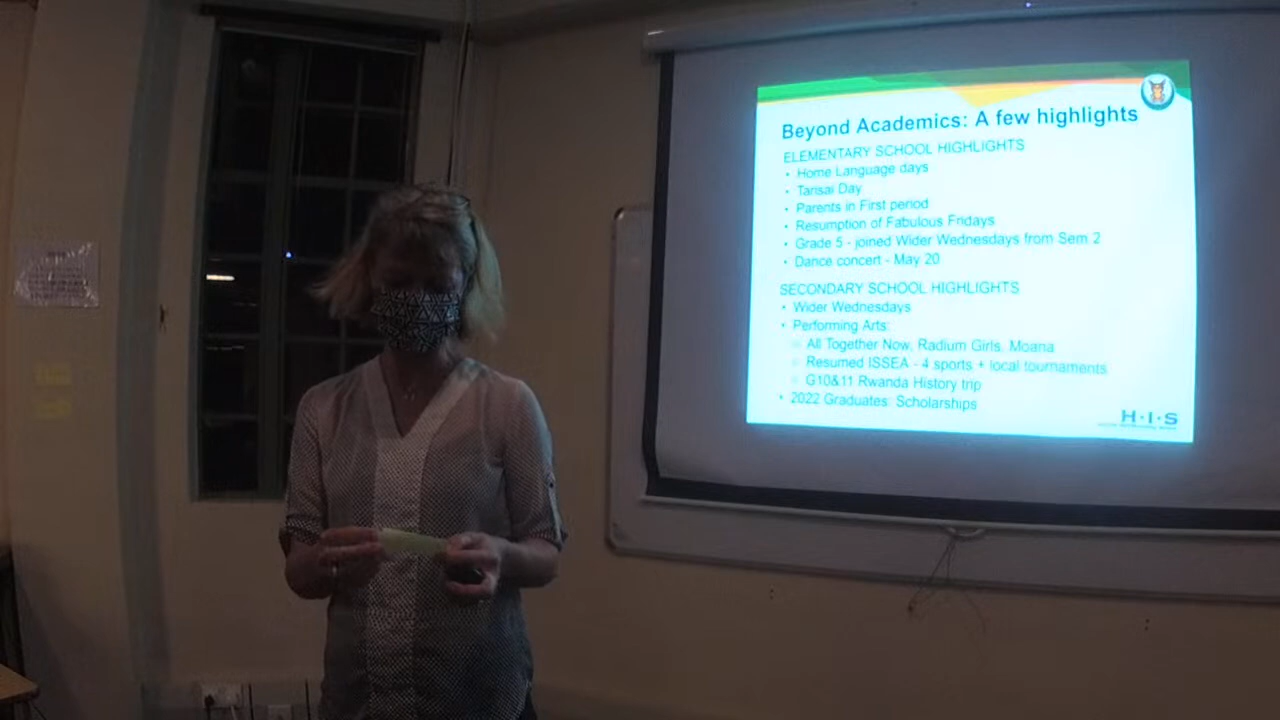 Beyond Academics: A few highlights
ELEMENTARY SCHOOL HIGHLIGHTS
• Home Language days
• Tarisai Day
• Parents in First period
• Resumption of Fabulous Fridays
• Grade 5 - joined Wider Wednesdays from Sem 2
• Dance concert - May 20
SECONDARY SCHOOL HIGHLIGHTS
• Wider Wednesdays
• Performing Arts:
All Together Now, Radium Girls, Moana
Resumed ISSEA - 4 sports + local tournaments
G10&11 Rwanda History trip
• 2022 Graduates: Scholarships
H·I·S